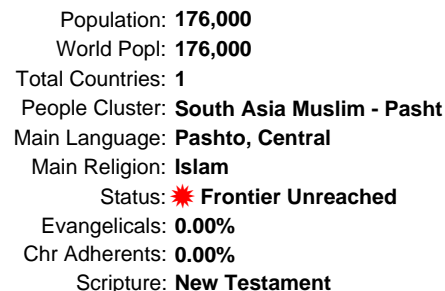 Population: 176,000
World Popl: 176,000
Total Countries: 1
People Cluster: South Asia Muslim - Pasht
Main Language: Pashto, Central
Main Religion: Islam
Status: Frontier Unreached
Evangelicals: 0.00%
Chr Adherents: 0.00%
Scripture: New Testament